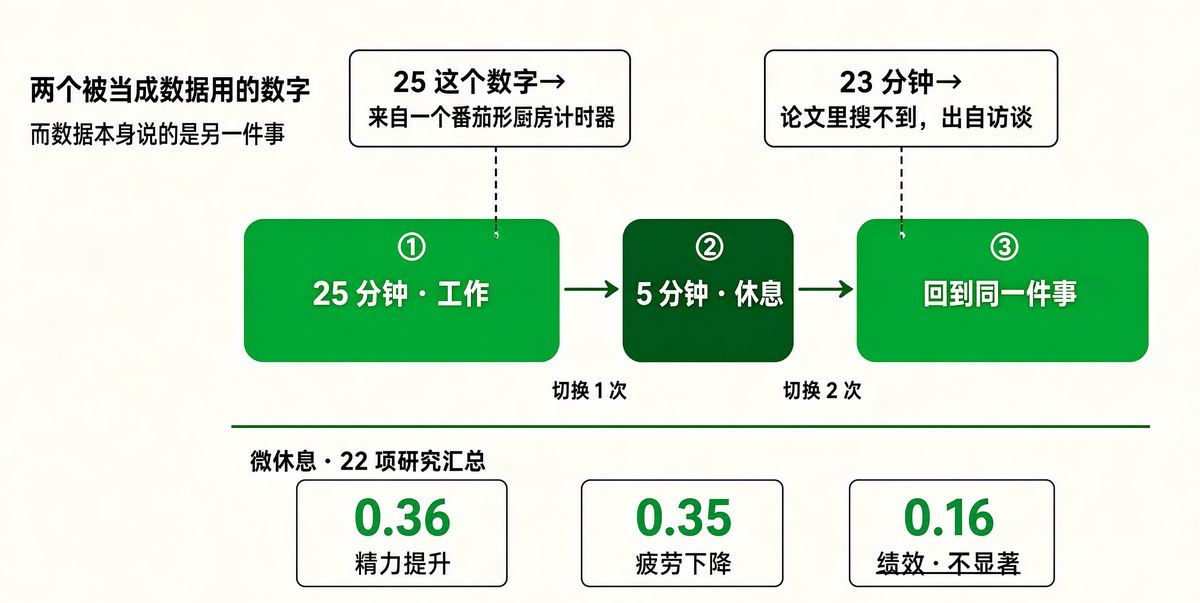 两个被当成数据用的数字
而数据本身说的是另一件事
25 这个数字→
来自一个番茄形厨房计时器
23 分钟→
论文里搜不到，出自访谈
①
25 分钟 · 工作
②
5 分钟 · 休息
③
回到同一件事
切换 1 次
切换 2 次
微休息 · 22 项研究汇总
0.36
精力提升
0.35
疲劳下降
0.16
绩效 · 不显著